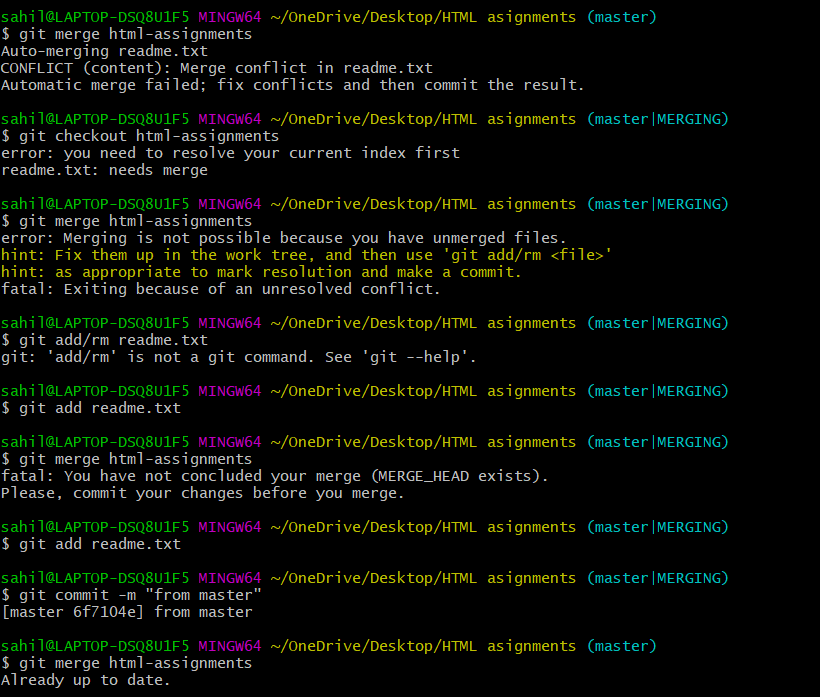 sahil@LAPTOP-DSQ8U1F5 MINGW64 ~/OneDrive/Desktop/HTML asignments (master)
$ git merge html-assignments
Auto-merging readme.txt
CONFLICT (content): Merge conflict in readme.txt
Automatic merge failed; fix conflicts and then commit the result.
sahil@LAPTOP-DSQ8U1F5 MINGW64 ~/OneDrive/Desktop/HTML asignments (master|MERGING)
$ git checkout html-assignments
error: you need to resolve your current index first
readme.txt: needs merge
sahil@LAPTOP-DSQ8U1F5 MINGW64 ~/OneDrive/Desktop/HTML asignments (master|MERGING)
$ git merge html-assignments
error: Merging is not possible because you have unmerged files.
hint: Fix them up in the work tree, and then use 'git add/rm <file>'
hint: as appropriate to mark resolution and make a commit.
fatal: Exiting because of an unresolved conflict.
sahil@LAPTOP-DSQ8U1F5 MINGW64 ~/OneDrive/Desktop/HTML asignments (master|MERGING)
$ git add/rm readme.txt
git: 'add/rm' is not a git command. See 'git --help'.
sahil@LAPTOP-DSQ8U1F5 MINGW64 ~/OneDrive/Desktop/HTML asignments (master|MERGING)
$ git add readme.txt
sahil@LAPTOP-DSQ8U1F5 MINGW64 ~/OneDrive/Desktop/HTML asignments (master|MERGING)
$ git merge html-assignments
fatal: You have not concluded your merge (MERGE_HEAD exists).
Please, commit your changes before you merge.
sahil@LAPTOP-DSQ8U1F5 MINGW64 ~/OneDrive/Desktop/HTML asignments (master|MERGING)
$ git add readme.txt
sahil@LAPTOP-DSQ8U1F5 MINGW64 ~/OneDrive/Desktop/HTML asignments (master|MERGING)
$ git commit -m "from master"
[master 6f7104e] from master
sahil@LAPTOP-DSQ8U1F5 MINGW64 ~/OneDrive/Desktop/HTML asignments (master)
$ git merge html-assignments
Already up to date.